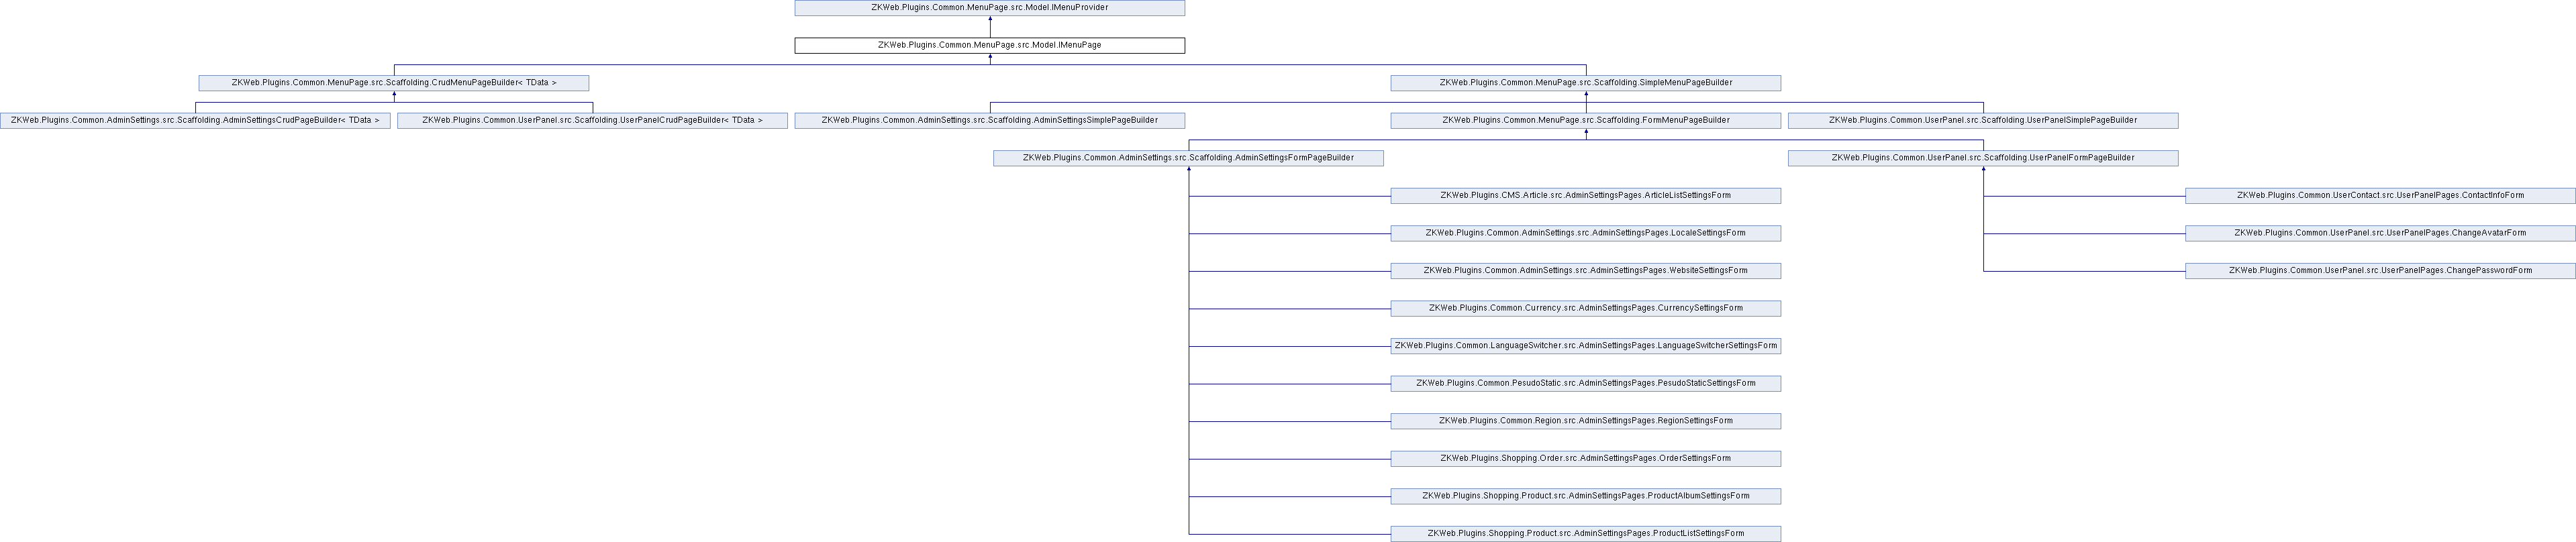 ZKWeb.Plugins.Common.MenuPage.src.Model.IMenuProvider
ZKWeb.Plugins.Common.MenuPage.src.Model.IMenuPage
ZKWeb.Plugins.Common.MenuPage.src.Scaffolding.CrudMenuPageBuilder< TData >
ZKWeb.Plugins.Common.MenuPage.src.Scaffolding.SimpleMenuPageBuilder
ZKWeb.Plugins.Common.AdminSettings.src.Scaffolding.AdminSettingsCrudPageBuilder< TData >
ZKWeb.Plugins.Common.UserPanel.src.Scaffolding.UserPanelCrudPageBuilder< TData >
ZKWeb.Plugins.Common.AdminSettings.src.Scaffolding.AdminSettingsSimplePageBuilder
ZKWeb.Plugins.Common.MenuPage.src.Scaffolding.FormMenuPageBuilder
ZKWeb.Plugins.Common.UserPanel.src.Scaffolding.UserPanelSimplePageBuilder
ZKWeb.Plugins.Common.AdminSettings.src.Scaffolding.AdminSettingsFormPageBuilder
ZKWeb.Plugins.Common.UserPanel.src.Scaffolding.UserPanelFormPageBuilder
ZKWeb.Plugins.CMS.Article.src.AdminSettingsPages.ArticleListSettingsForm
ZKWeb.Plugins.Common.UserContact.src.UserPanelPages.ContactInfoForm
ZKWeb.Plugins.Common.AdminSettings.src.AdminSettingsPages.LocaleSettingsForm
ZKWeb.Plugins.Common.UserPanel.src.UserPanelPages.ChangeAvatarForm
ZKWeb.Plugins.Common.AdminSettings.src.AdminSettingsPages.WebsiteSettingsForm
ZKWeb.Plugins.Common.UserPanel.src.UserPanelPages.ChangePasswordForm
ZKWeb.Plugins.Common.Currency.src.AdminSettingsPages.CurrencySettingsForm
ZKWeb.Plugins.Common.LanguageSwitcher.src.AdminSettingsPages.LanguageSwitcherSettingsForm
ZKWeb.Plugins.Common.PesudoStatic.src.AdminSettingsPages.PesudoStaticSettingsForm
ZKWeb.Plugins.Common.Region.src.AdminSettingsPages.RegionSettingsForm
ZKWeb.Plugins.Shopping.Order.src.AdminSettingsPages.OrderSettingsForm
ZKWeb.Plugins.Shopping.Product.src.AdminSettingsPages.ProductAlbumSettingsForm
ZKWeb.Plugins.Shopping.Product.src.AdminSettingsPages.ProductListSettingsForm